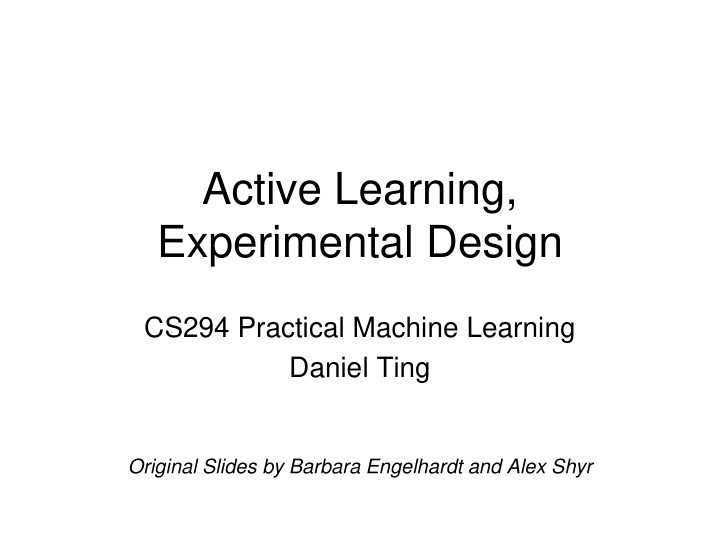 Active Learning,
Experimental Design
CS294 Practical Machine Learning
Daniel Ting
Original Slides by Barbara Engelhardt and Alex Shyr